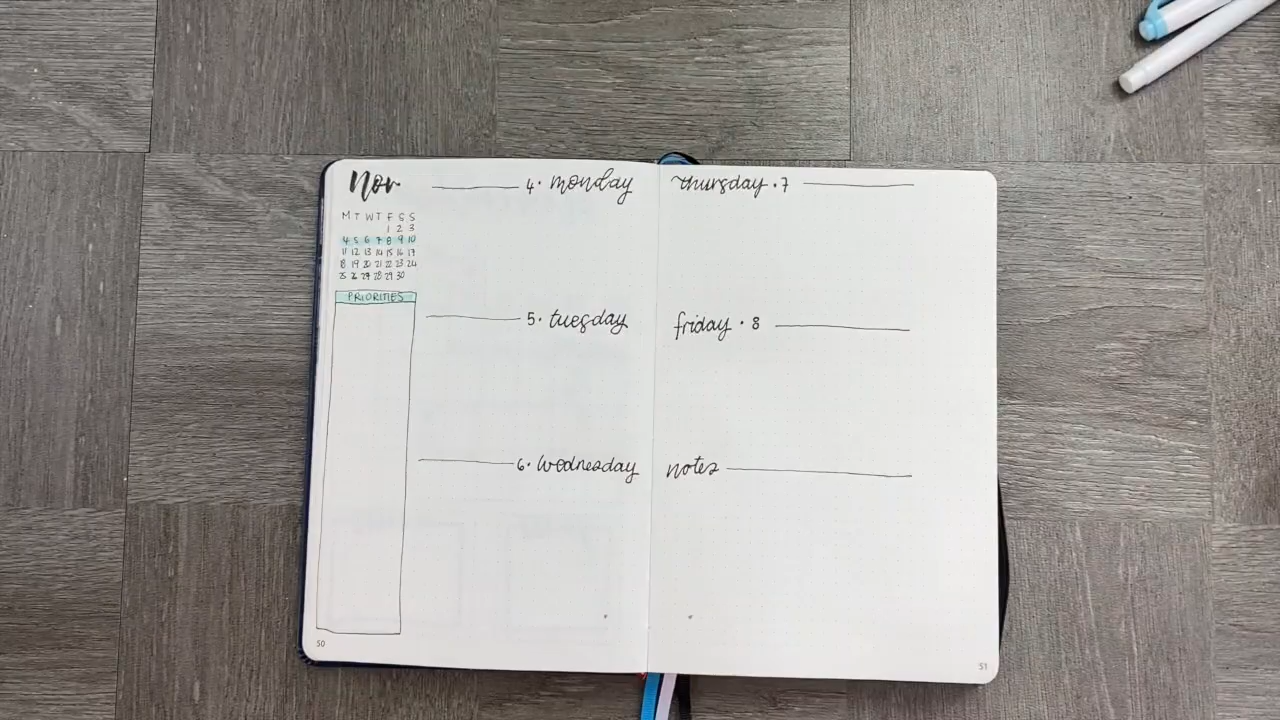 Nov
M T W T F S S
1 2 3
4 5 6 7 8 9 10
11 12 13 14 15 16 17
18 19 20 21 22 23 24
25 26 27 28 29 30
PRIORITIES
4. monday
5. tuesday
6. Wednesday
50
thursday . 7
friday . 8
notes
51